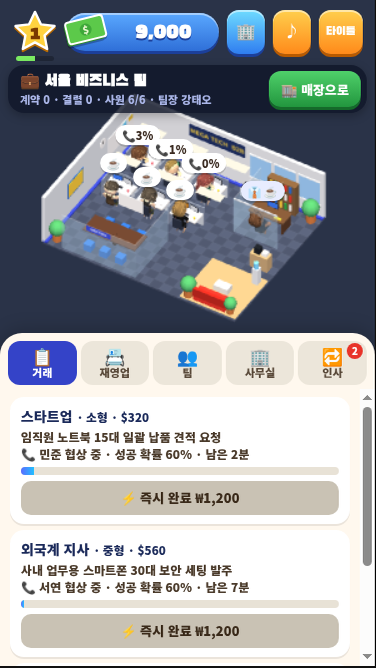 1
$
9,000
타이틀
서울 비즈니스 팀
계약 0 · 결렬 0 · 사원 6/6 · 팀장 강태오
매장으로
MEGA TECH B2B
3%
1%
0%
거래
재영업
팀
사무실
인사
2
스타트업 · 소형 · $320
임직원 노트북 15대 일괄 납품 견적 요청
민준 협상 중 · 성공 확률 60% · 남은 2분
즉시 완료 ₩1,200
외국계 지사 · 중형 · $560
사내 업무용 스마트폰 30대 보안 세팅 발주
서연 협상 중 · 성공 확률 60% · 남은 7분
즉시 완료 ₩1,200